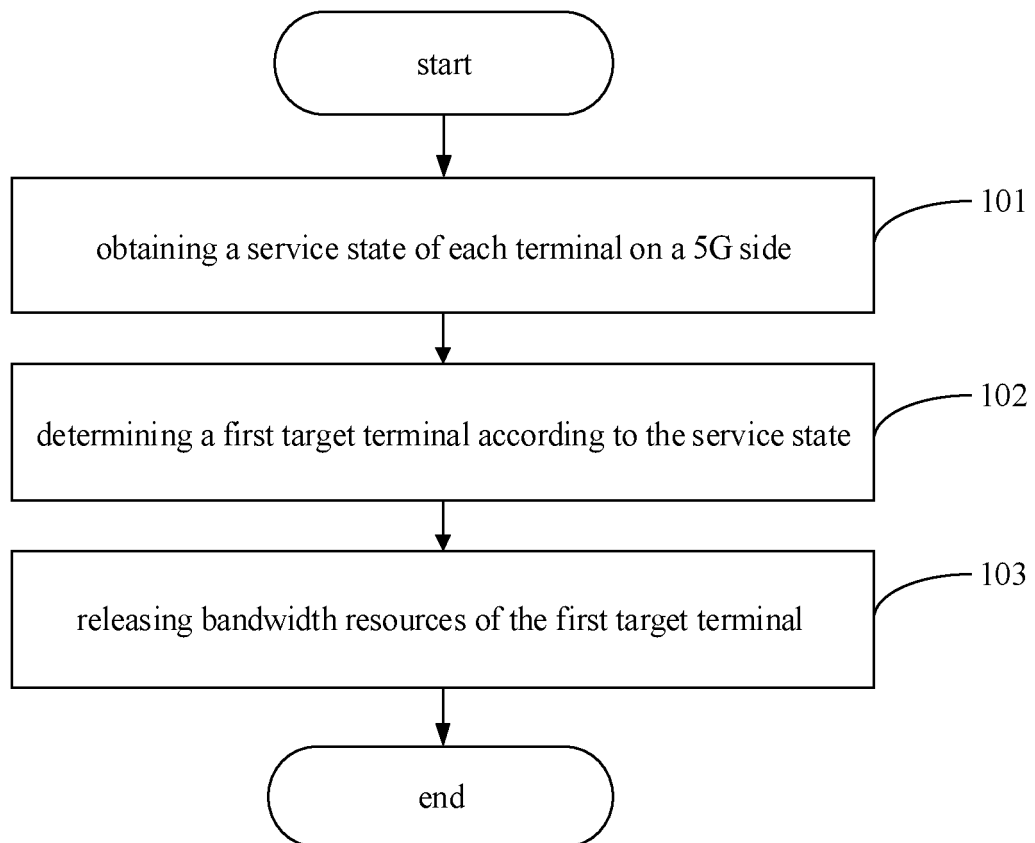 start
obtaining a service state of each terminal on a 5G side
101
determining a first target terminal according to the service state
102
releasing bandwidth resources of the first target terminal
103
end